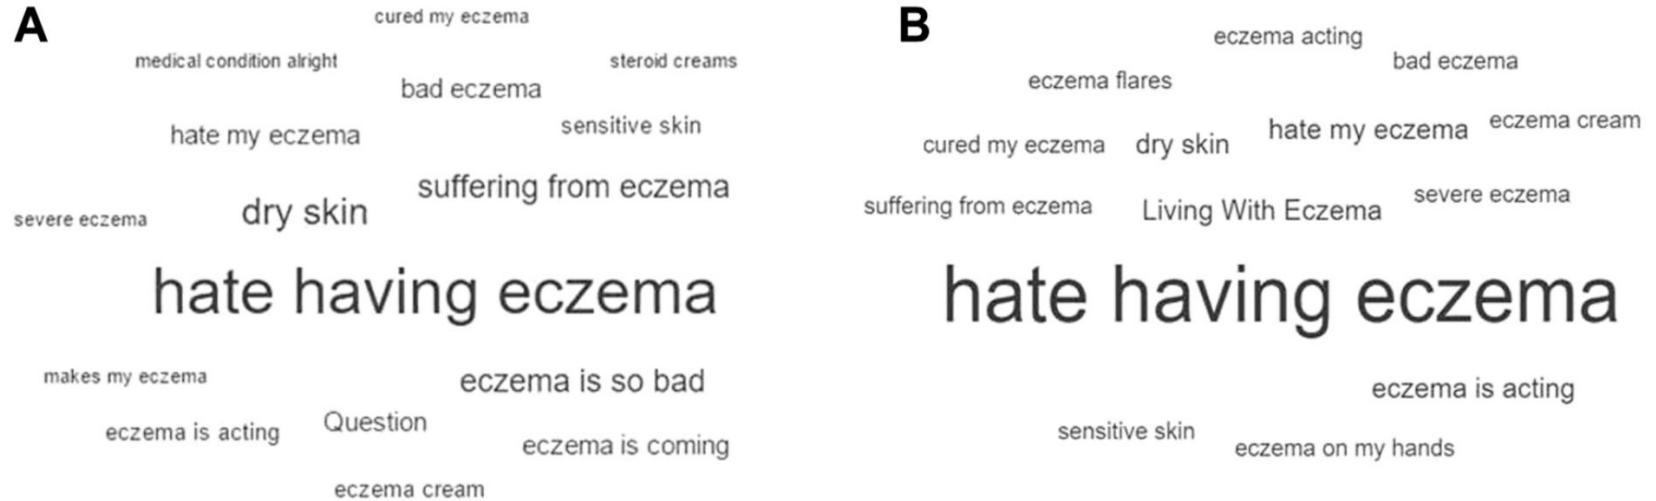 A
cured my eczema
medical condition alright
steroid creams
bad eczema
sensitive skin
hate my eczema
suffering from eczema
dry skin
severe eczema
hate having eczema
makes my eczema
eczema is so bad
Question
eczema is acting
eczema is coming
eczema cream
B
eczema acting
bad eczema
eczema flares
eczema cream
hate my eczema
cured my eczema
dry skin
severe eczema
suffering from eczema
Living With Eczema
hate having eczema
eczema is acting
sensitive skin
eczema on my hands